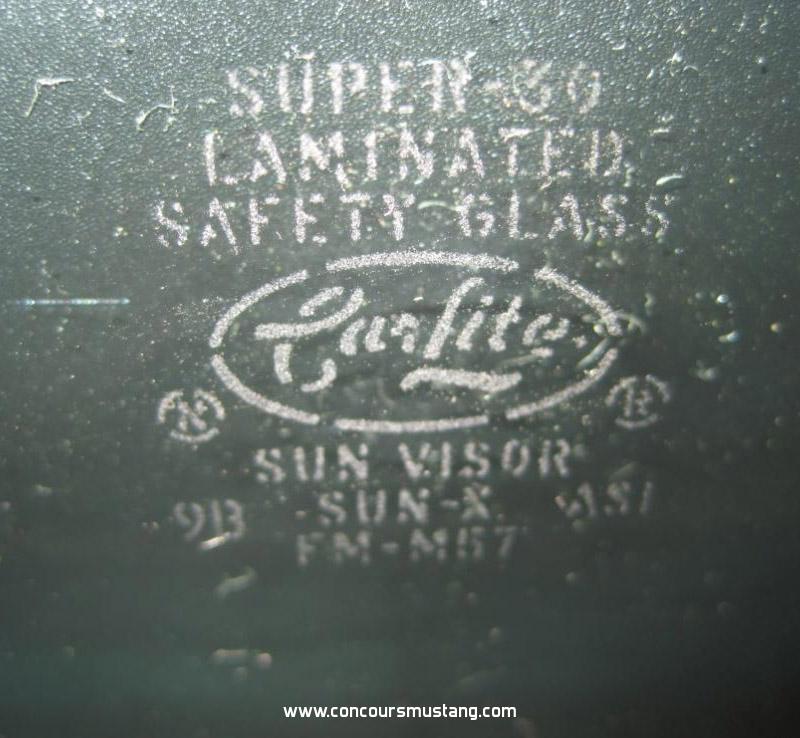 SUPER-60
LAMINATED
SAFETY GLASS
Carlite
N R
SUN VISOR
9B SUN-X AS1
FM-M57
www.concoursmustang.com